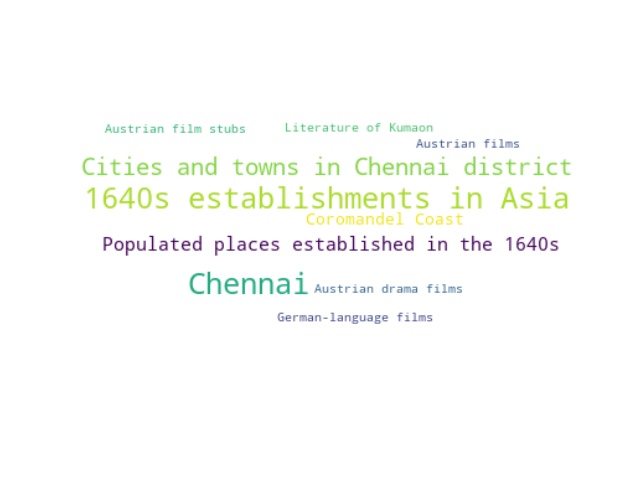 Austrian film stubs
Literature of Kumaon
Austrian films
Cities and towns in Chennai district
1640s establishments in Asia
Coromandel Coast
Populated places established in the 1640s
Chennai
Austrian drama films
German-language films